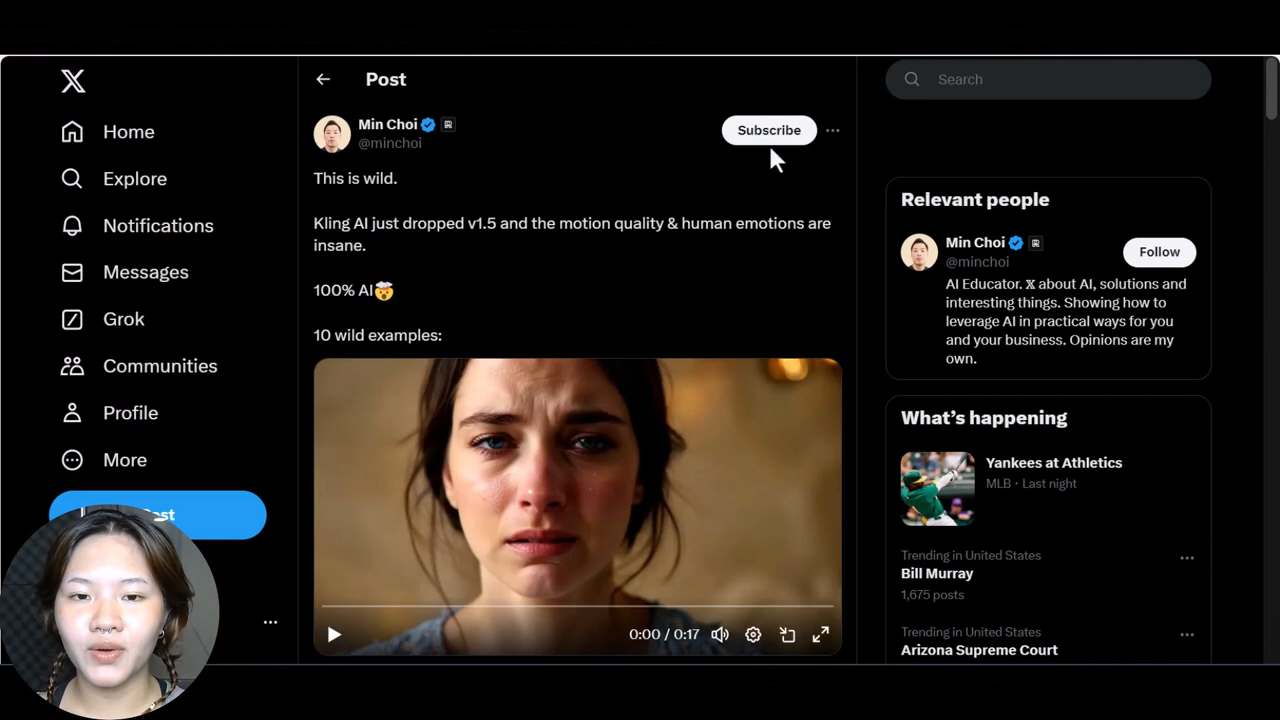 Home
Explore
Notifications
Messages
Grok
Communities
Profile
More
Post
Min Choi
@minchoi
Subscribe
This is wild.
Kling AI just dropped v1.5 and the motion quality & human emotions are
insane.
100% AI🤯
10 wild examples:
0:00 / 0:17
Search
Relevant people
Min Choi
@minchoi
Follow
AI Educator. 𝕏 about AI, solutions and
interesting things. Showing how to
leverage AI in practical ways for you
and your business. Opinions are my
own.
What's happening
Yankees at Athletics
MLB · Last night
Trending in United States
Bill Murray
1,675 posts
Trending in United States
Arizona Supreme Court